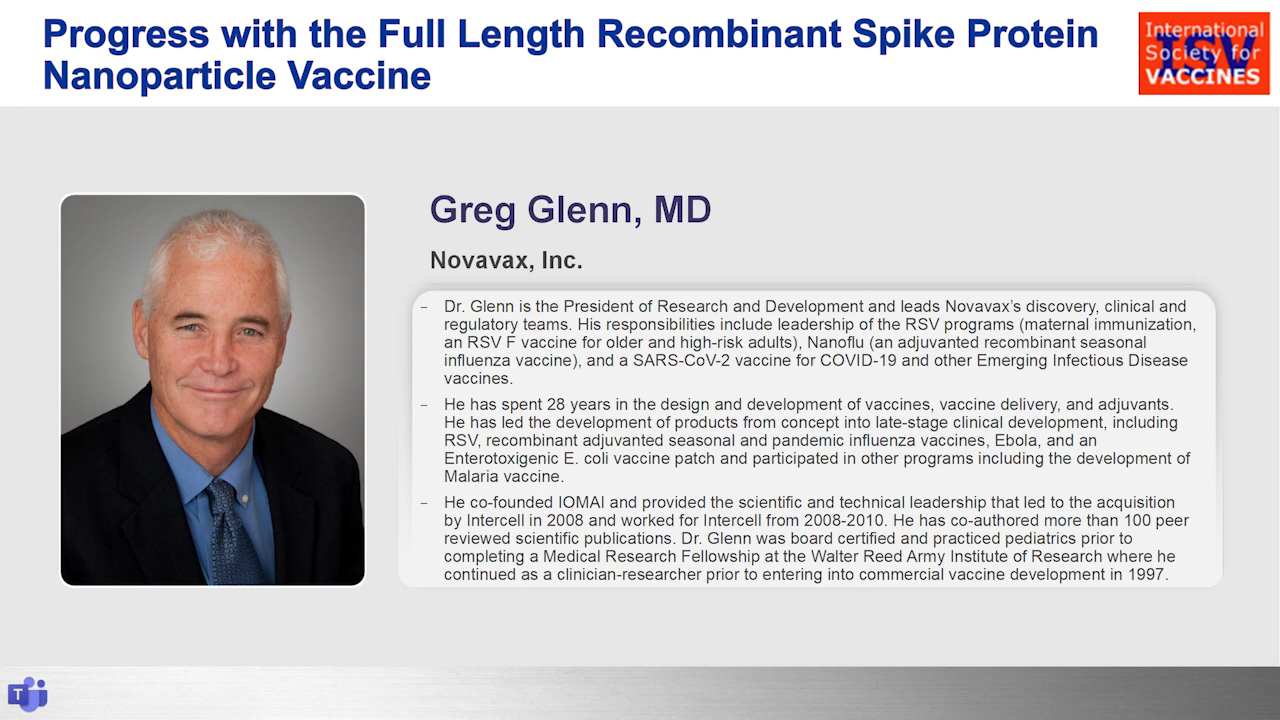 Progress with the Full Length Recombinant Spike Protein
Nanoparticle Vaccine
International
Society for
ISV
VACCINES
Greg Glenn, MD
Novavax, Inc.
– Dr. Glenn is the President of Research and Development and leads Novavax’s discovery, clinical and
regulatory teams. His responsibilities include leadership of the RSV programs (maternal immunization,
an RSV F vaccine for older and high-risk adults), Nanoflu (an adjuvanted recombinant seasonal
influenza vaccine), and a SARS-CoV-2 vaccine for COVID-19 and other Emerging Infectious Disease
vaccines.
– He has spent 28 years in the design and development of vaccines, vaccine delivery, and adjuvants.
He has led the development of products from concept into late-stage clinical development, including
RSV, recombinant adjuvanted seasonal and pandemic influenza vaccines, Ebola, and an
Enterotoxigenic E. coli vaccine patch and participated in other programs including the development of
Malaria vaccine.
– He co-founded IOMAI and provided the scientific and technical leadership that led to the acquisition
by Intercell in 2008 and worked for Intercell from 2008-2010. He has co-authored more than 100 peer
reviewed scientific publications. Dr. Glenn was board certified and practiced pediatrics prior to
completing a Medical Research Fellowship at the Walter Reed Army Institute of Research where he
continued as a clinician-researcher prior to entering into commercial vaccine development in 1997.
T